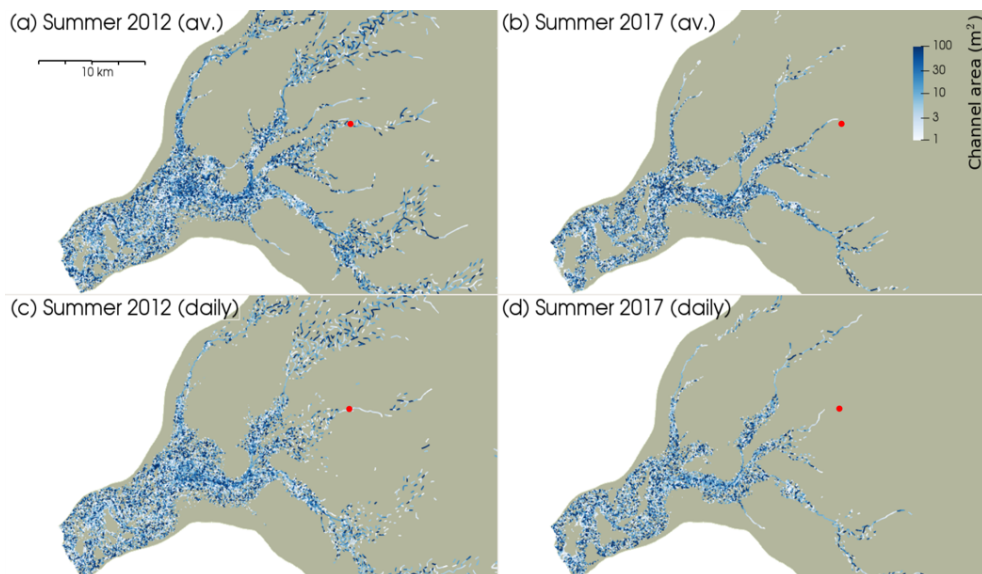 (a) Summer 2012 (av.)
10 km
(b) Summer 2017 (av.)
100
30
10
3
1
Channel area (m²)
(c) Summer 2012 (daily)
(d) Summer 2017 (daily)